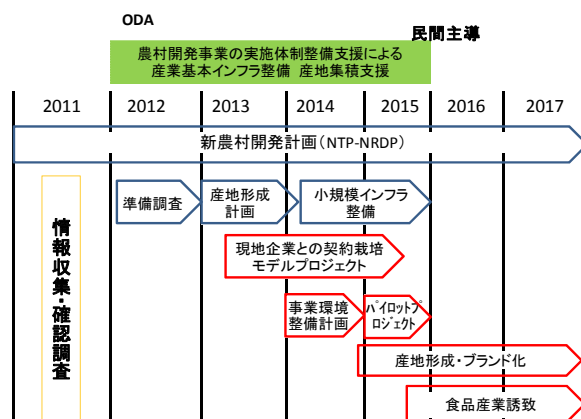 ODA
民間主導
農村開発事業の実施体制整備支援による
産業基本インフラ整備 産地集積支援
2011 2012 2013 2014 2015 2016 2017
新農村開発計画(NTP-NRDP)
情報収集・確認調査
準備調査
産地形成
計画
小規模インフラ
整備
現地企業との契約栽培
モデルプロジェクト
事業環境
整備計画
パイロットプ
ロジェクト
産地形成・ブランド化
食品産業誘致